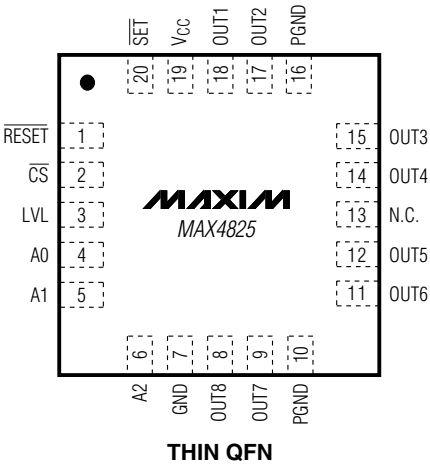 SET
VCC
OUT1
OUT2
PGND
20
19
18
17
16
RESET 1
CS 2
LVL 3
A0 4
A1 5
MAXIM
MAX4825
15 OUT3
14 OUT4
13 N.C.
12 OUT5
11 OUT6
6
7
8
9
10
A2
GND
OUT8
OUT7
PGND
THIN QFN